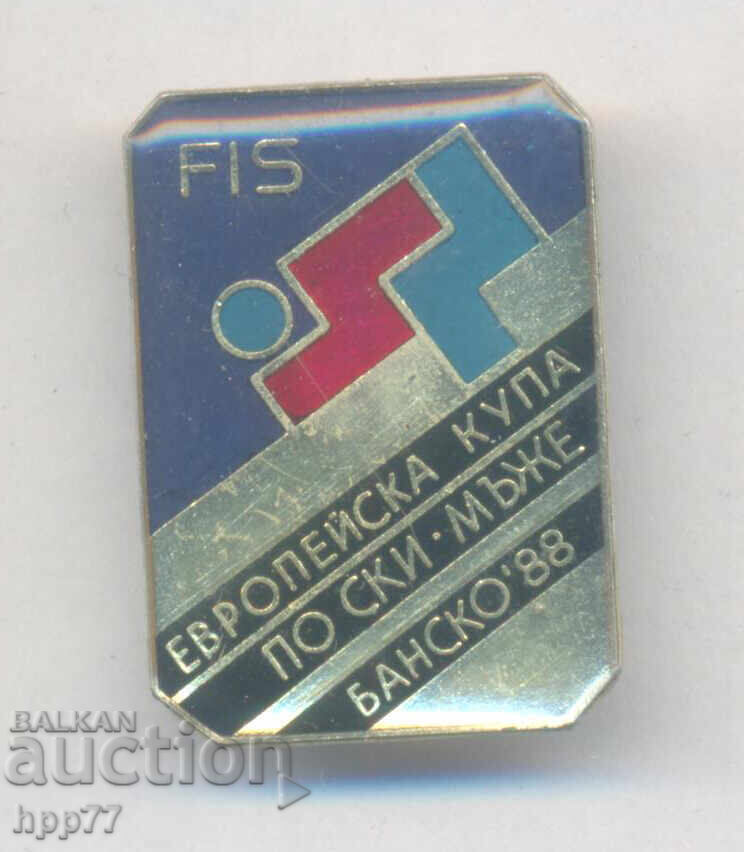 FIS
ЕВРОПЕЙСКА КУПА
ПО СКИ · МЪЖЕ
БАНСКО'88
BALKAN
auction
hpp77